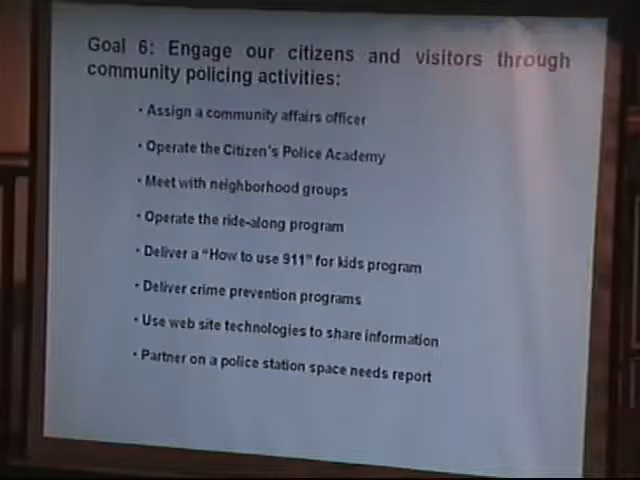 Goal 6: Engage our citizens and visitors through
community policing activities:
• Assign a community affairs officer
• Operate the Citizen's Police Academy
• Meet with neighborhood groups
• Operate the ride-along program
• Deliver a "How to use 911" for kids program
• Deliver crime prevention programs
• Use web site technologies to share information
• Partner on a police station space needs report